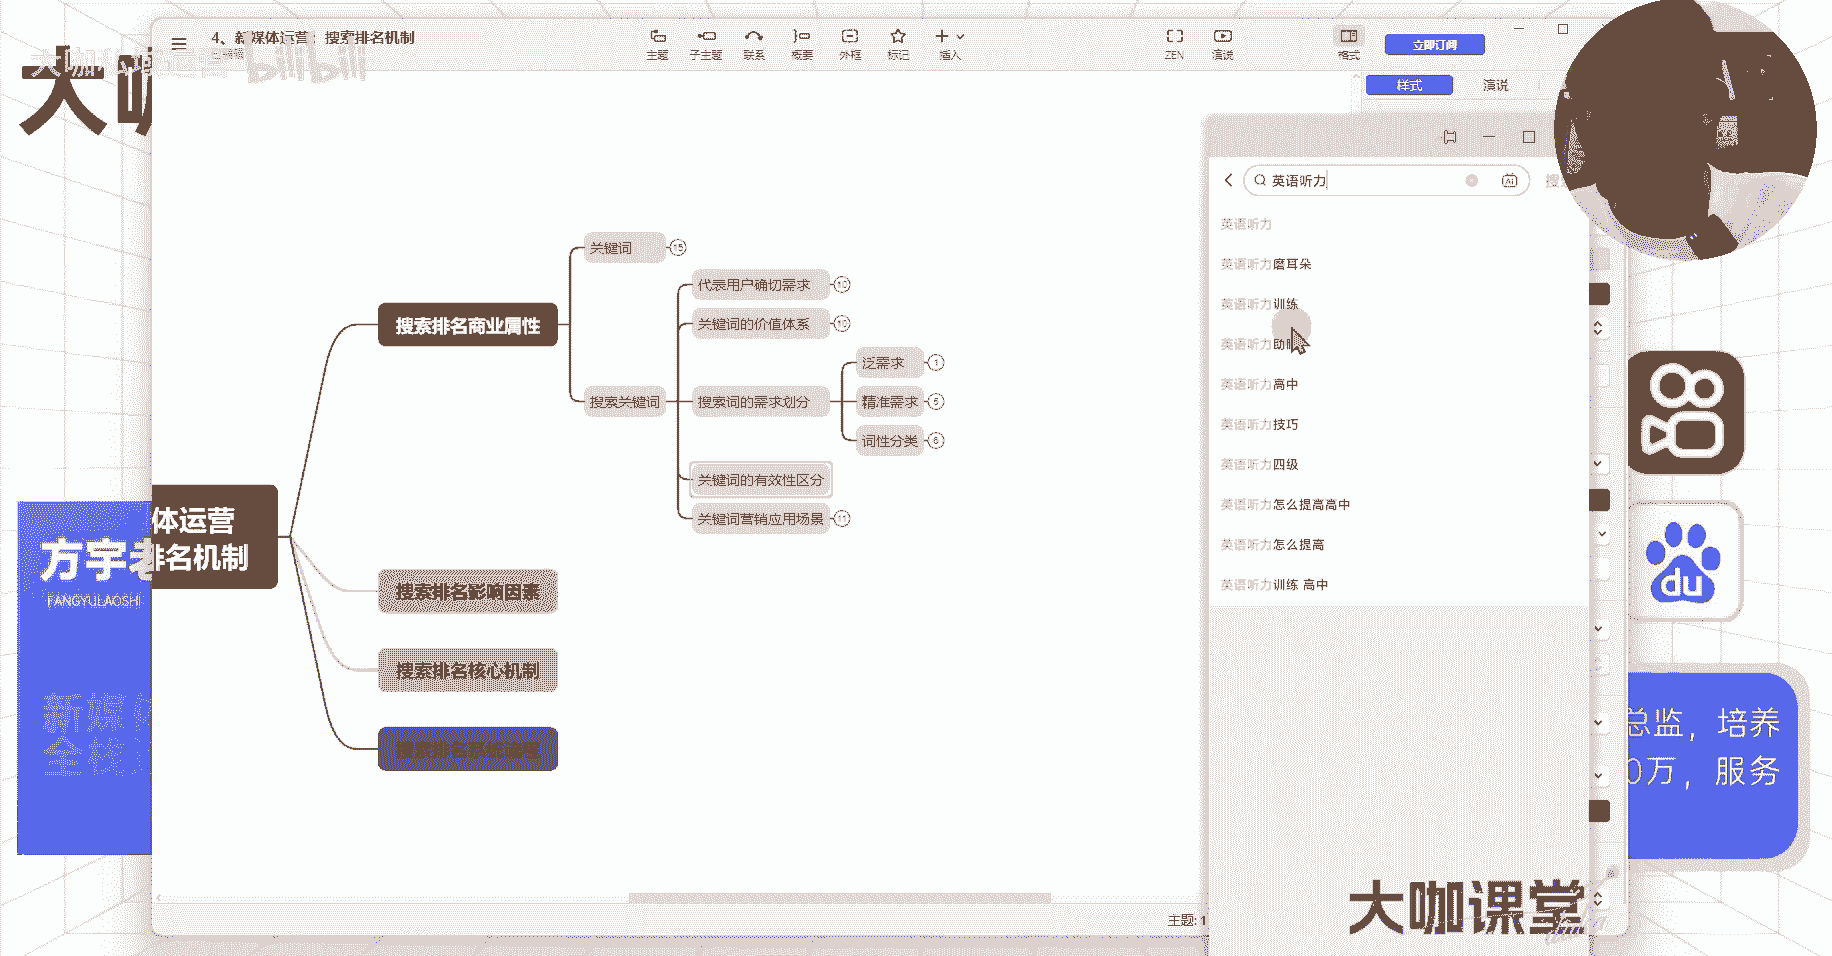 4、新媒体运营：搜索排名机制
主题
子主题
联系
概要
外框
标记
插入
ZEN
演说
格式
立即订阅
样式
演说
大咖
bilibili
英语听力
英语听力
英语听力磨耳朵
英语听力训练
英语听力高中
英语听力技巧
英语听力四级
英语听力怎么提高高中
英语听力怎么提高
英语听力训练 高中
体运营
排名机制
搜索排名商业属性
关键词
15
搜索关键词
代表用户确切需求
10
关键词的价值体系
10
搜索词的需求划分
泛需求
1
精准需求
5
词性分类
6
关键词的有效性区分
关键词营销应用场景
11
搜索排名影响因素
搜索排名核心机制
方宇老
FANGYULAOSHI
新媒体
du
总监，培养
0万，服务
主题: 1
大咖课堂